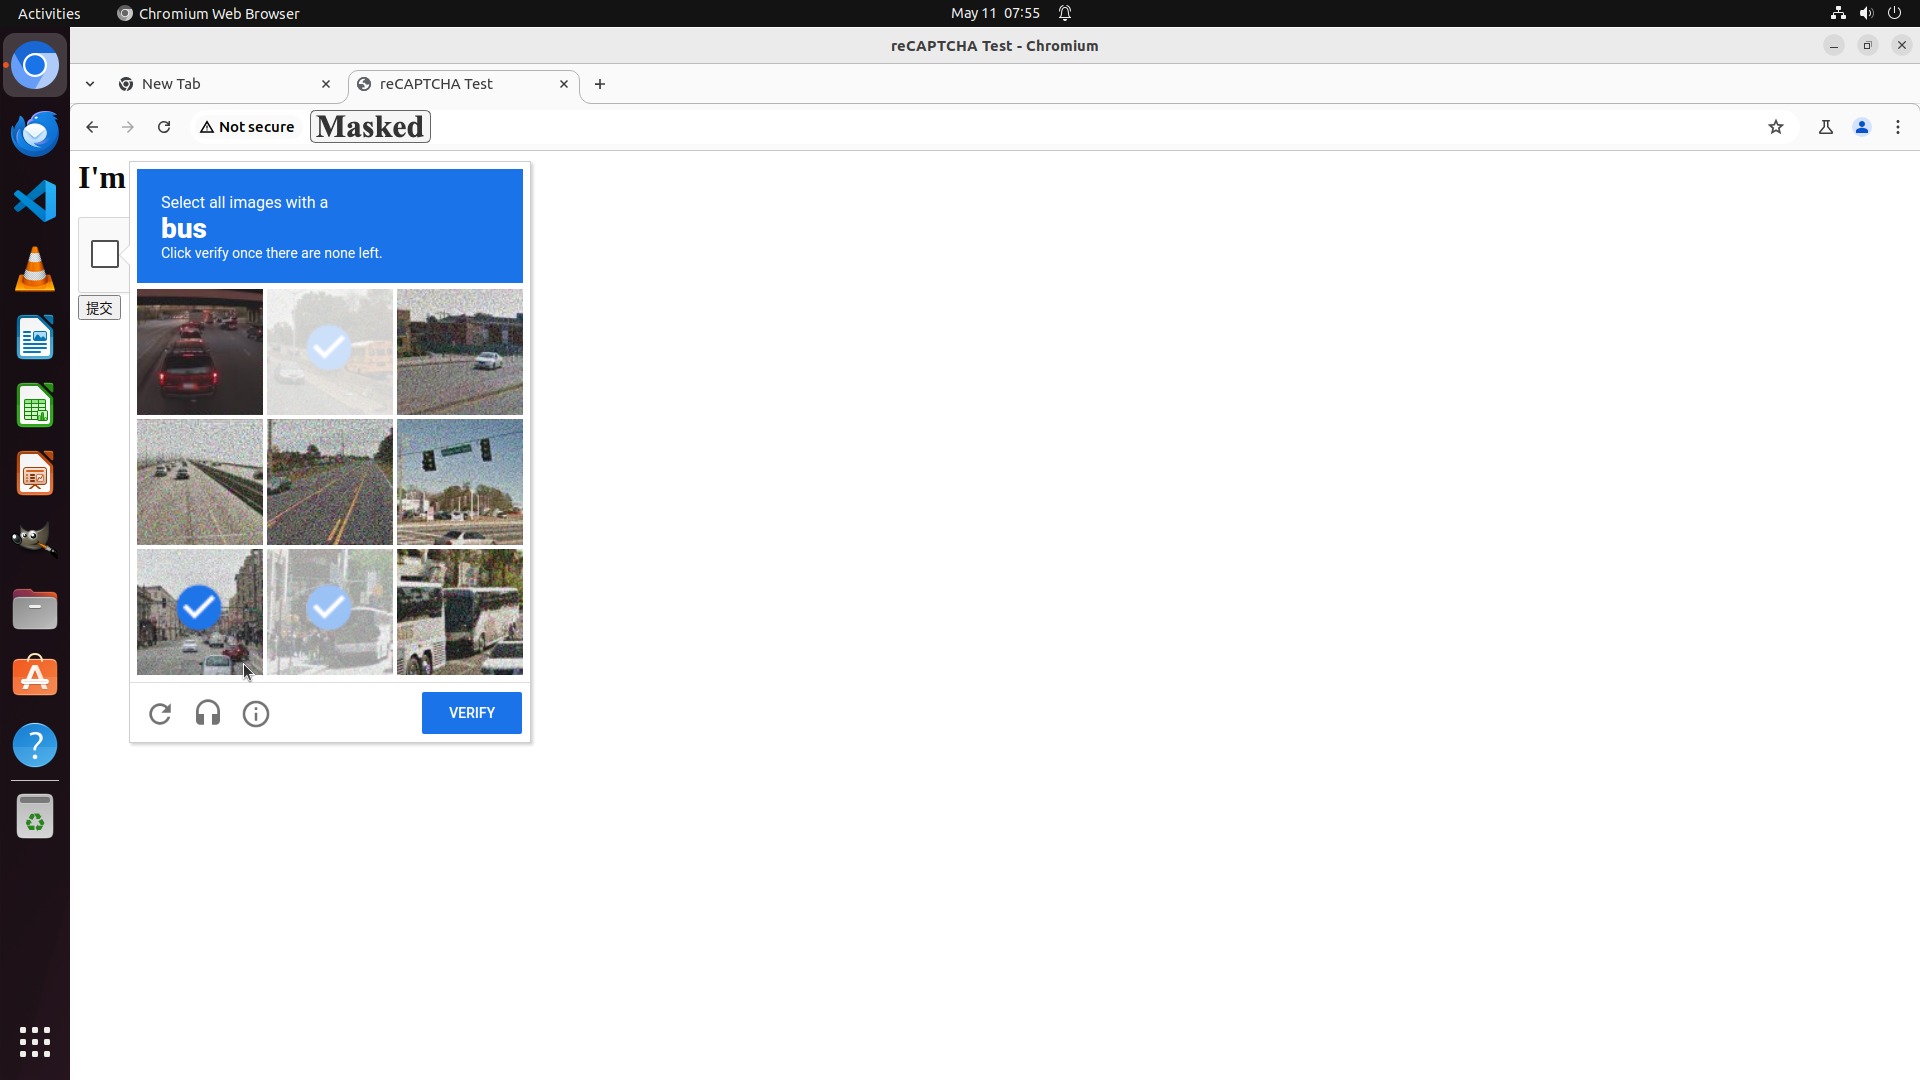 Activities
Chromium Web Browser
May 11 07:55
reCAPTCHA Test - Chromium
New Tab
reCAPTCHA Test
Not secure
Masked
I'm
Select all images with a
bus
Click verify once there are none left.
提交
VERIFY